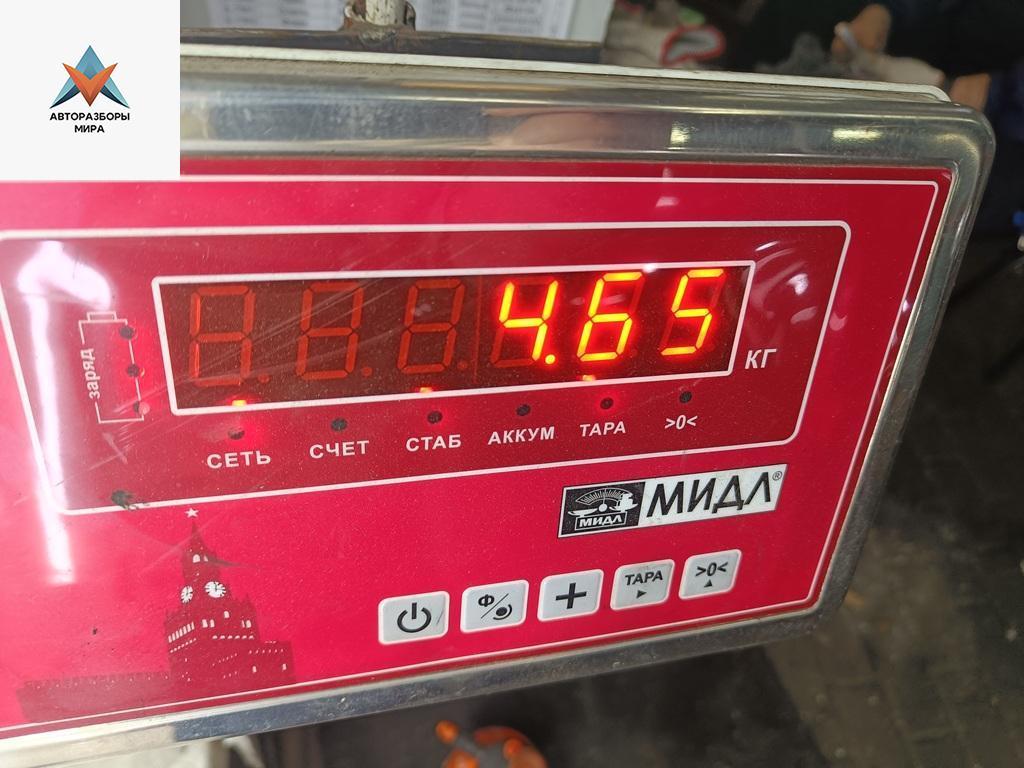 АВТОРАЗБОРЫ
МИРА
4.65
КГ
заряд
СЕТЬ СЧЕТ СТАБ АККУМ ТАРА >0<
МИДЛ МИДЛ®
Ф/ + ТАРА >0<